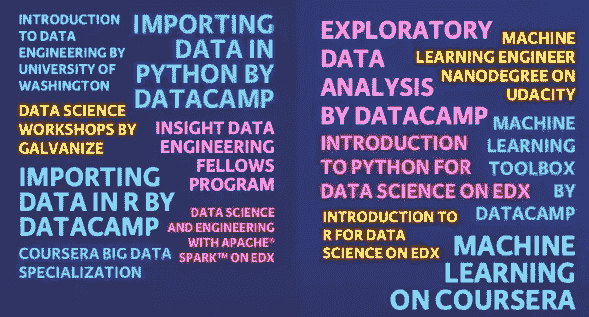 INTRODUCTION
TO DATA
ENGINEERING BY
UNIVERSITY OF
WASHINGTON
IMPORTING
DATA IN
PYTHON BY
DATACAMP
DATA SCIENCE
WORKSHOPS BY
GALVANIZE
INSIGHT DATA
ENGINEERING
FELLOWS
PROGRAM
IMPORTING
DATA IN R BY
DATACAMP
DATA SCIENCE
AND ENGINEERING
WITH APACHE®
SPARK™ ON EDX
COURSERA BIG DATA
SPECIALIZATION
EXPLORATORY
DATA
ANALYSIS
BY DATACAMP
MACHINE
LEARNING ENGINEER
NANODEGREE ON
UDACITY
INTRODUCTION
TO PYTHON FOR
DATA SCIENCE ON EDX
MACHINE
LEARNING
TOOLBOX
BY
DATACAMP
INTRODUCTION TO
R FOR DATA
SCIENCE ON EDX
MACHINE
LEARNING
ON COURSERA